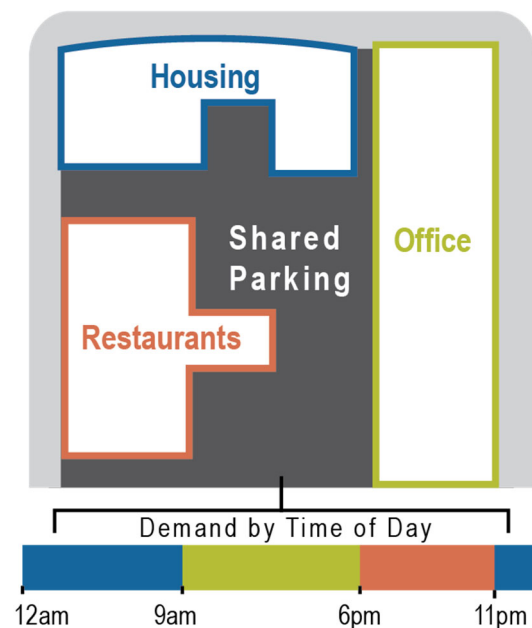 Housing
Shared
Parking
Office
Restaurants
Demand by Time of Day
12am 9am 6pm 11pm